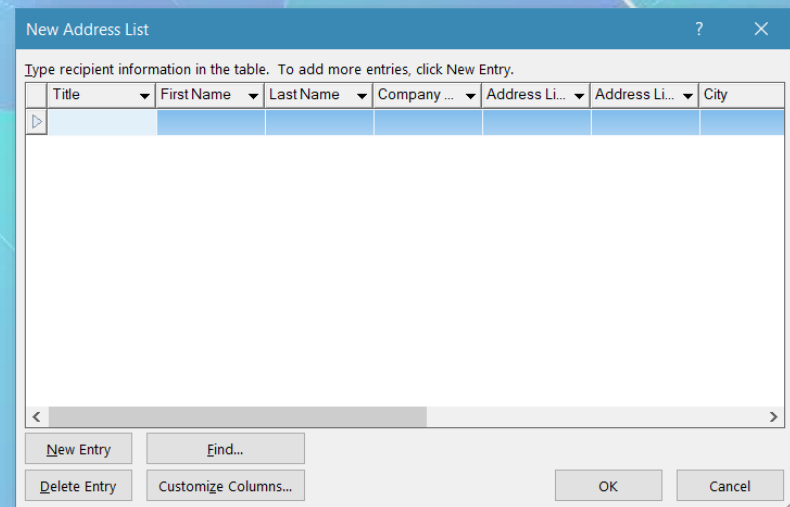 New Address List ?
Type recipient information in the table. To add more entries, click New Entry.
Title First Name Last Name Company ... Address Li... Address Li... City
New Entry Find...
Delete Entry Customize Columns... OK Cancel